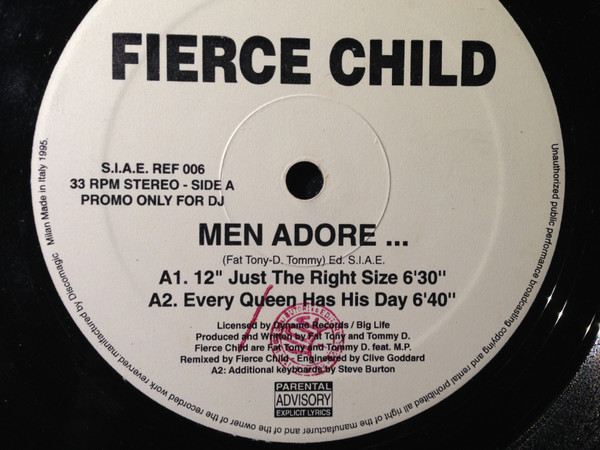 FIERCE CHILD
S.I.A.E. REF 006
33 RPM STEREO - SIDE A
PROMO ONLY FOR DJ
MEN ADORE ...
(Fat Tony-D. Tommy) Ed. S.I.A.E.
A1. 12" Just The Right Size 6'30"
A2. Every Queen Has His Day 6'40"
Licensed by Dynamo Records / Big Life
Produced and Written by Fat Tony and Tommy D.
Fierce Child are Fat Tony and Tommy D. feat. M.P.
Remixed by Fierce Child - Engineered by Clive Goddard
A2: Additional keyboards by Steve Burton
PARENTAL
ADVISORY
EXPLICIT LYRICS
Unauthorized public performance broadcasting copying and rental prohibited all right of the manufacturer and of the owner of the recorded work reserved.manufactured by Discomagic Milan Made in Italy 1995.